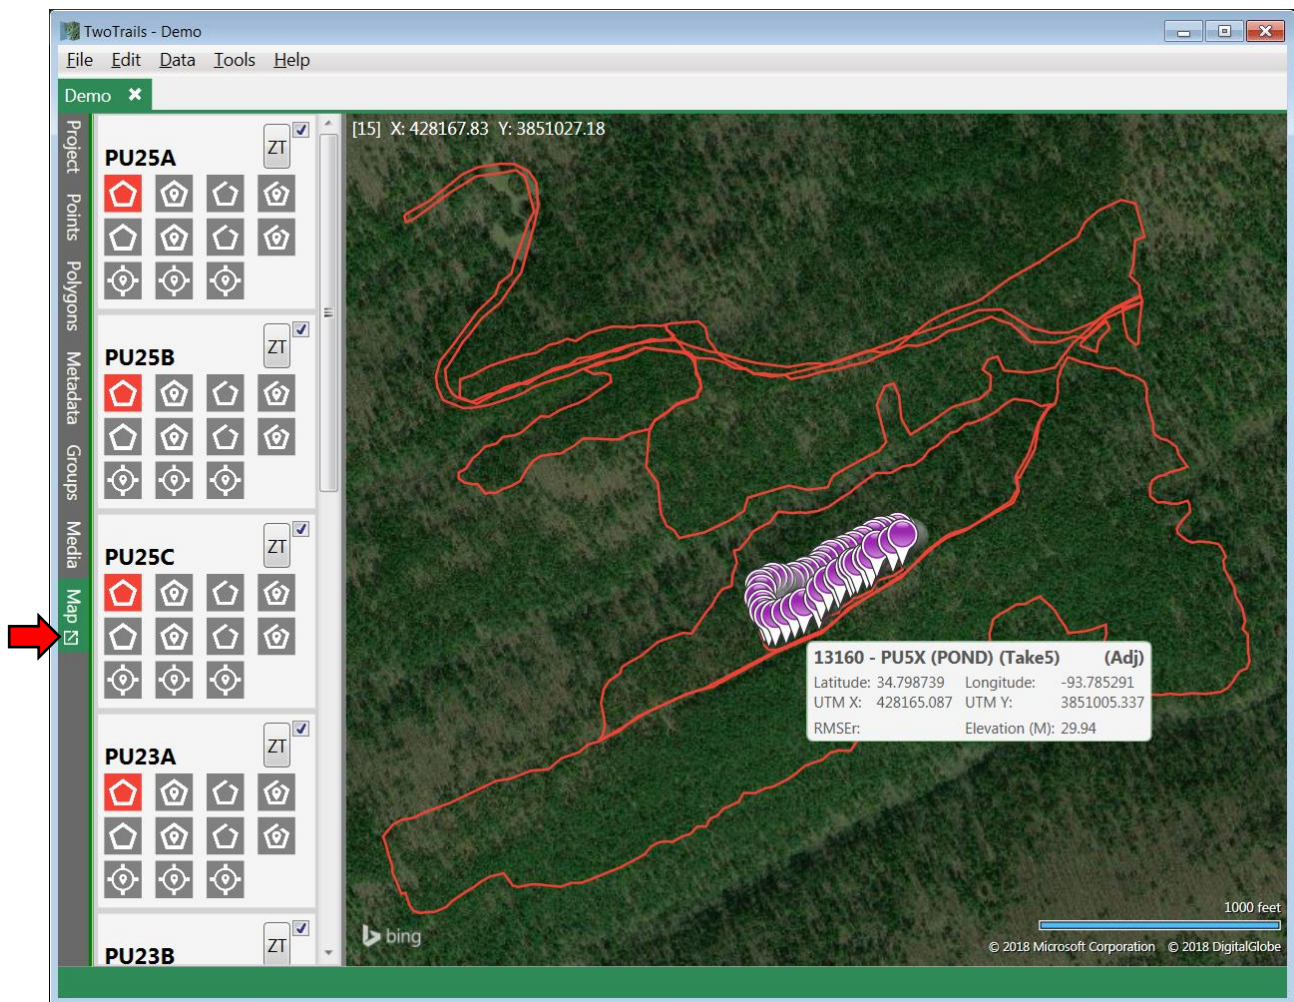 TwoTrails - Demo
File Edit Data Tools Help
Demo
Project
Points
Polygons
Metadata
Groups
Media
Map
PU25A
ZT
PU25B
ZT
PU25C
ZT
PU23A
ZT
PU23B
ZT
[15] X: 428167.83 Y: 3851027.18
13160 - PU5X (POND) (Take5) (Adj)
Latitude: 34.798739 Longitude: -93.785291
UTM X: 428165.087 UTM Y: 3851005.337
RMSEr: Elevation (M): 29.94
1000 feet
bing
© 2018 Microsoft Corporation © 2018 DigitalGlobe